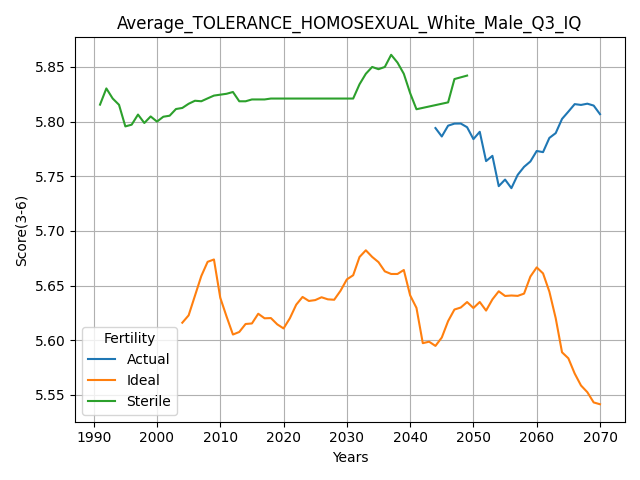 Average_TOLERANCE_HOMOSEXUAL_White_Male_Q3_IQ
Score(3-6)
5.85
5.80
5.75
5.70
5.65
5.60
5.55
Fertility
Actual
Ideal
Sterile
1990 2000 2010 2020 2030 2040 2050 2060 2070
Years